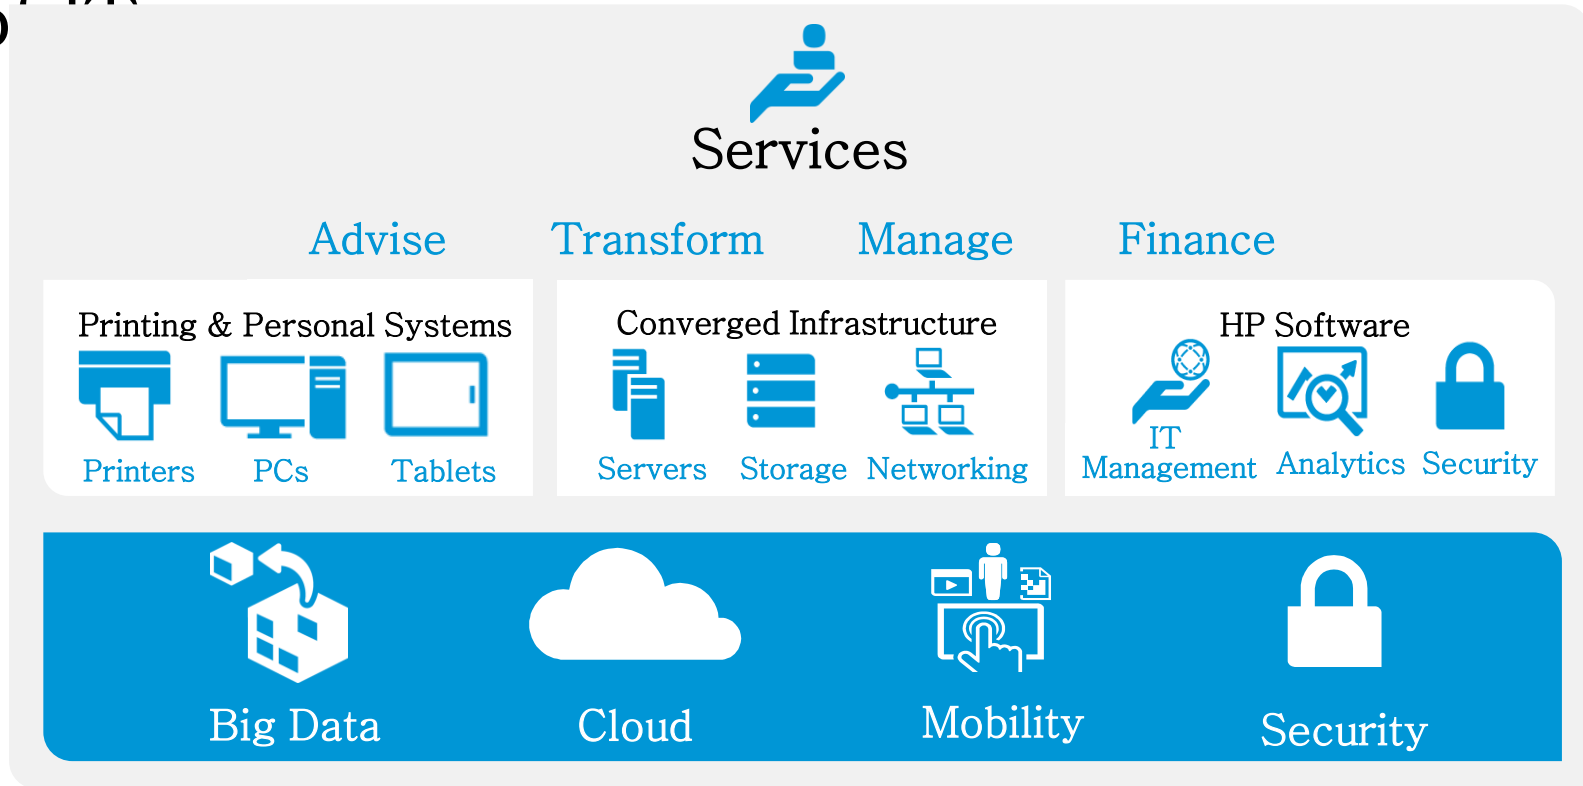 Services
Advise Transform Manage Finance
Printing & Personal Systems
Printers PCs Tablets
Converged Infrastructure
Servers Storage Networking
HP Software
IT
Management Analytics Security
Big Data Cloud Mobility Security